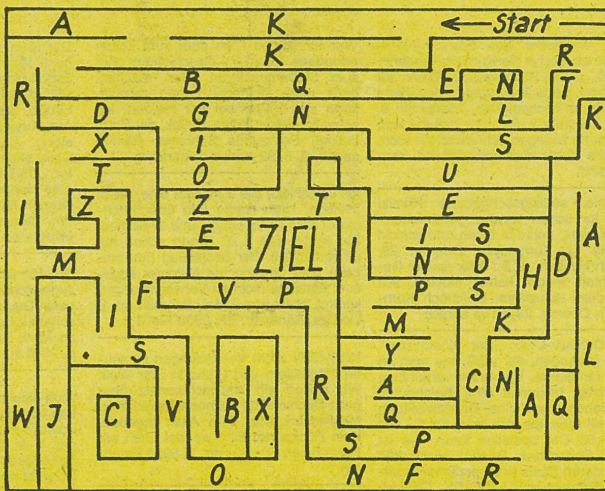 A K ← Start
K R
R B Q E N T
D G N L K
X I S
T O U
I Z Z T E A
E ZIEL I I S
M N D H D
F V P P S
I M K
S Y L
A C N
W J C V B X R Q A Q
S P
O N F R